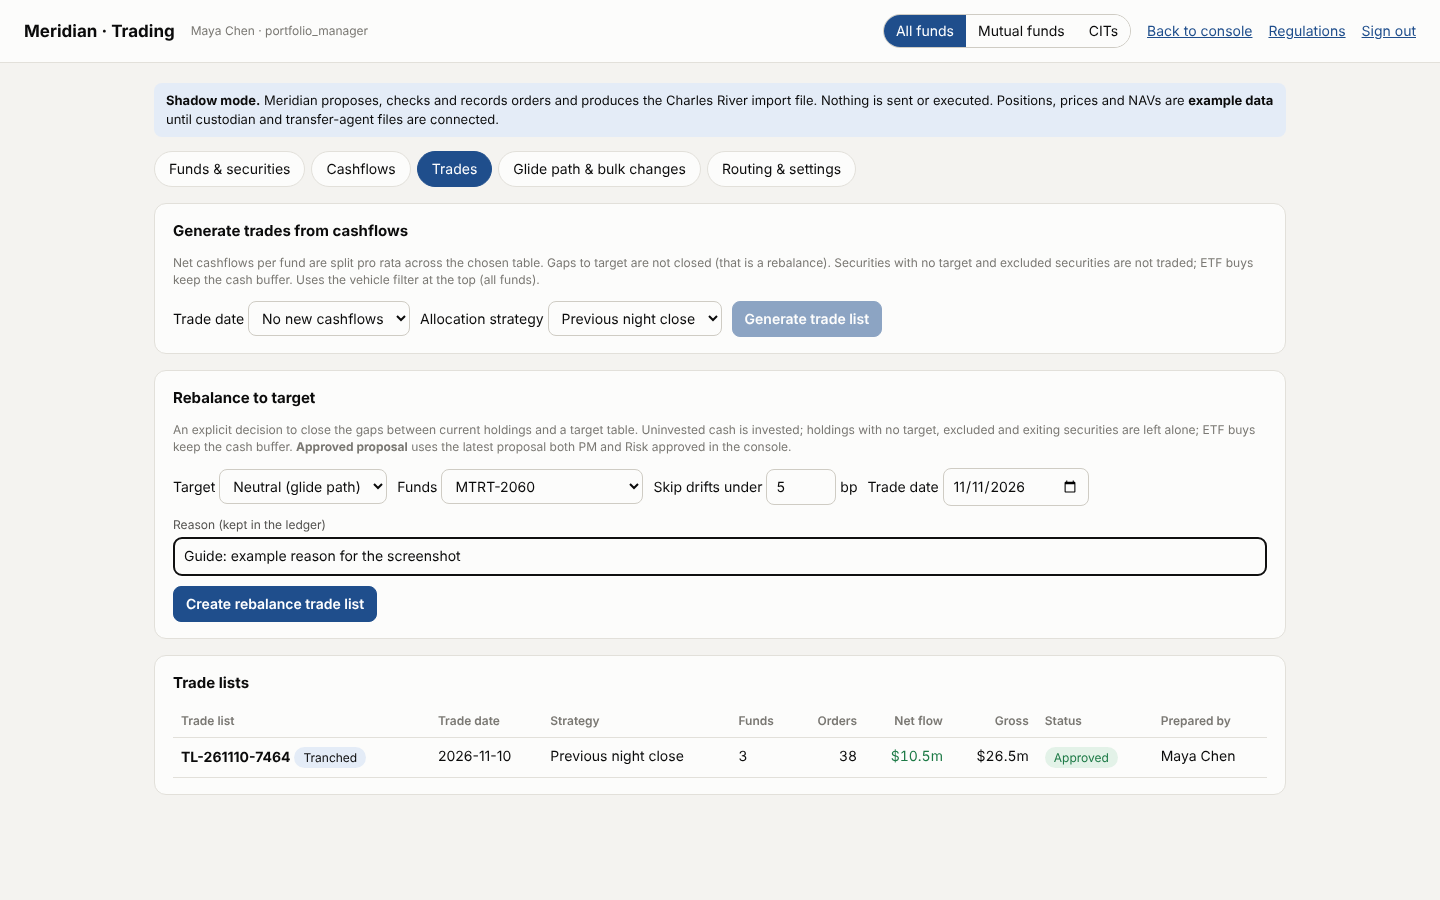 Meridian · Trading Maya Chen · portfolio_manager All funds Mutual funds CITs Back to console Regulations Sign out
Shadow mode. Meridian proposes, checks and records orders and produces the Charles River import file. Nothing is sent or executed. Positions, prices and NAVs are example data
until custodian and transfer-agent files are connected.
Funds & securities Cashflows Trades Glide path & bulk changes Routing & settings
Generate trades from cashflows
Net cashflows per fund are split pro rata across the chosen table. Gaps to target are not closed (that is a rebalance). Securities with no target and excluded securities are not traded; ETF buys
keep the cash buffer. Uses the vehicle filter at the top (all funds).
Trade date No new cashflows Allocation strategy Previous night close Generate trade list
Rebalance to target
An explicit decision to close the gaps between current holdings and a target table. Uninvested cash is invested; holdings with no target, excluded and exiting securities are left alone; ETF buys
keep the cash buffer. Approved proposal uses the latest proposal both PM and Risk approved in the console.
Target Neutral (glide path) Funds MTRT-2060 Skip drifts under 5 bp Trade date 11/11/2026
Reason (kept in the ledger)
Guide: example reason for the screenshot
Create rebalance trade list
Trade lists
Trade list Trade date Strategy Funds Orders Net flow Gross Status Prepared by
TL-261110-7464 Tranched 2026-11-10 Previous night close 3 38 $10.5m $26.5m Approved Maya Chen